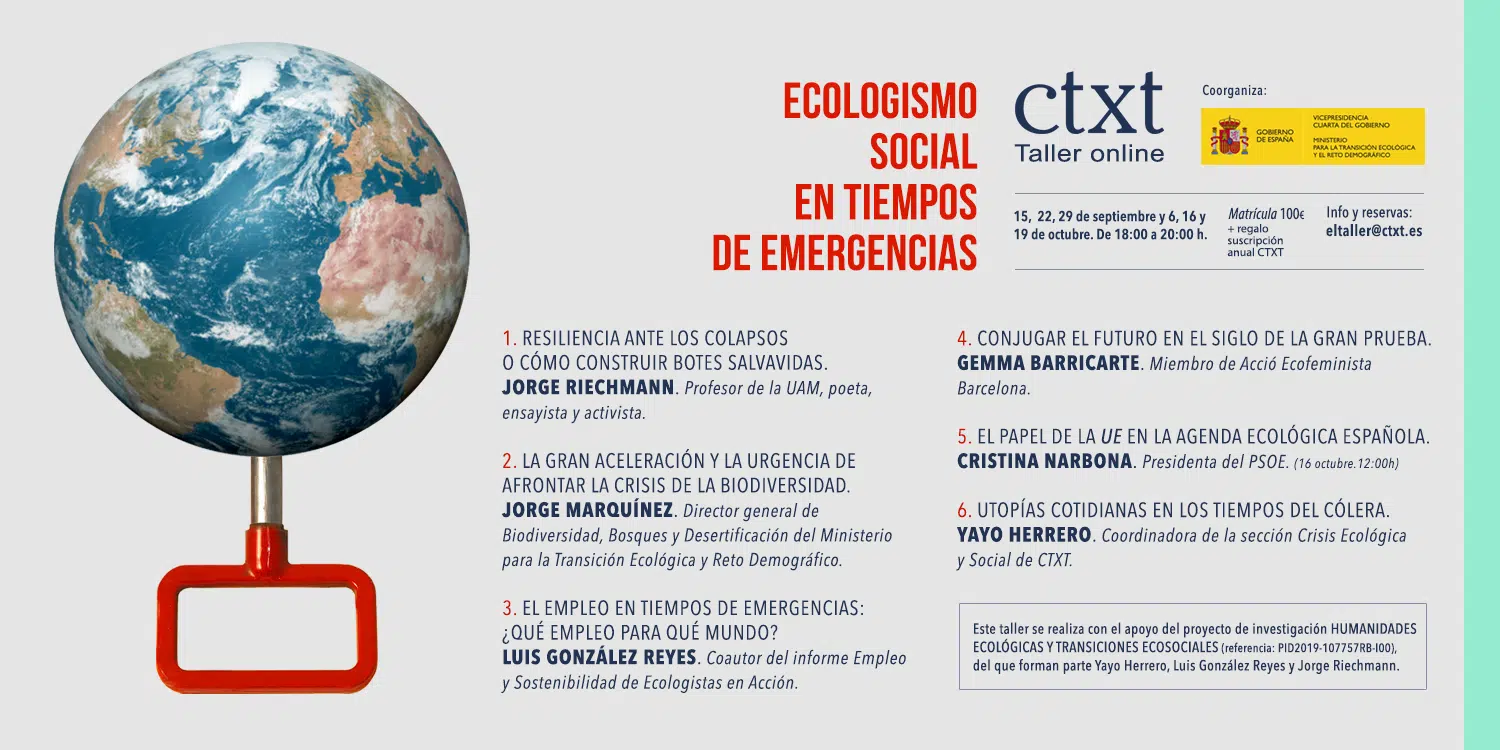 ECOLOGISMO
SOCIAL
EN TIEMPOS
DE EMERGENCIAS
ctxt
Taller online
Coorganiza:
GOBIERNO
DE ESPAÑA
VICEPRESIDENCIA
CUARTA DEL GOBIERNO
MINISTERIO
PARA LA TRANSICIÓN ECOLÓGICA
Y EL RETO DEMOGRÁFICO
15, 22, 29 de septiembre y 6, 16 y
19 de octubre. De 18:00 a 20:00 h.
Matrícula 100€
+ regalo
suscripción
anual CTXT
Info y reservas:
eltaller@ctxt.es
1. RESILIENCIA ANTE LOS COLAPSOS
O CÓMO CONSTRUIR BOTES SALVAVIDAS.
JORGE RIECHMANN. Profesor de la UAM, poeta,
ensayista y activista.
2. LA GRAN ACELERACIÓN Y LA URGENCIA DE
AFRONTAR LA CRISIS DE LA BIODIVERSIDAD.
JORGE MARQUÍNEZ. Director general de
Biodiversidad, Bosques y Desertificación del Ministerio
para la Transición Ecológica y Reto Demográfico.
3. EL EMPLEO EN TIEMPOS DE EMERGENCIAS:
¿QUÉ EMPLEO PARA QUÉ MUNDO?
LUIS GONZÁLEZ REYES. Coautor del informe Empleo
y Sostenibilidad de Ecologistas en Acción.
4. CONJUGAR EL FUTURO EN EL SIGLO DE LA GRAN PRUEBA.
GEMMA BARRICARTE. Miembro de Acció Ecofeminista
Barcelona.
5. EL PAPEL DE LA UE EN LA AGENDA ECOLÓGICA ESPAÑOLA.
CRISTINA NARBONA. Presidenta del PSOE. (16 octubre.12:00h)
6. UTOPÍAS COTIDIANAS EN LOS TIEMPOS DEL CÓLERA.
YAYO HERRERO. Coordinadora de la sección Crisis Ecológica
y Social de CTXT.
Este taller se realiza con el apoyo del proyecto de investigación HUMANIDADES
ECOLÓGICAS Y TRANSICIONES ECOSOCIALES (referencia: PID2019-107757RB-I00),
del que forman parte Yayo Herrero, Luis González Reyes y Jorge Riechmann.